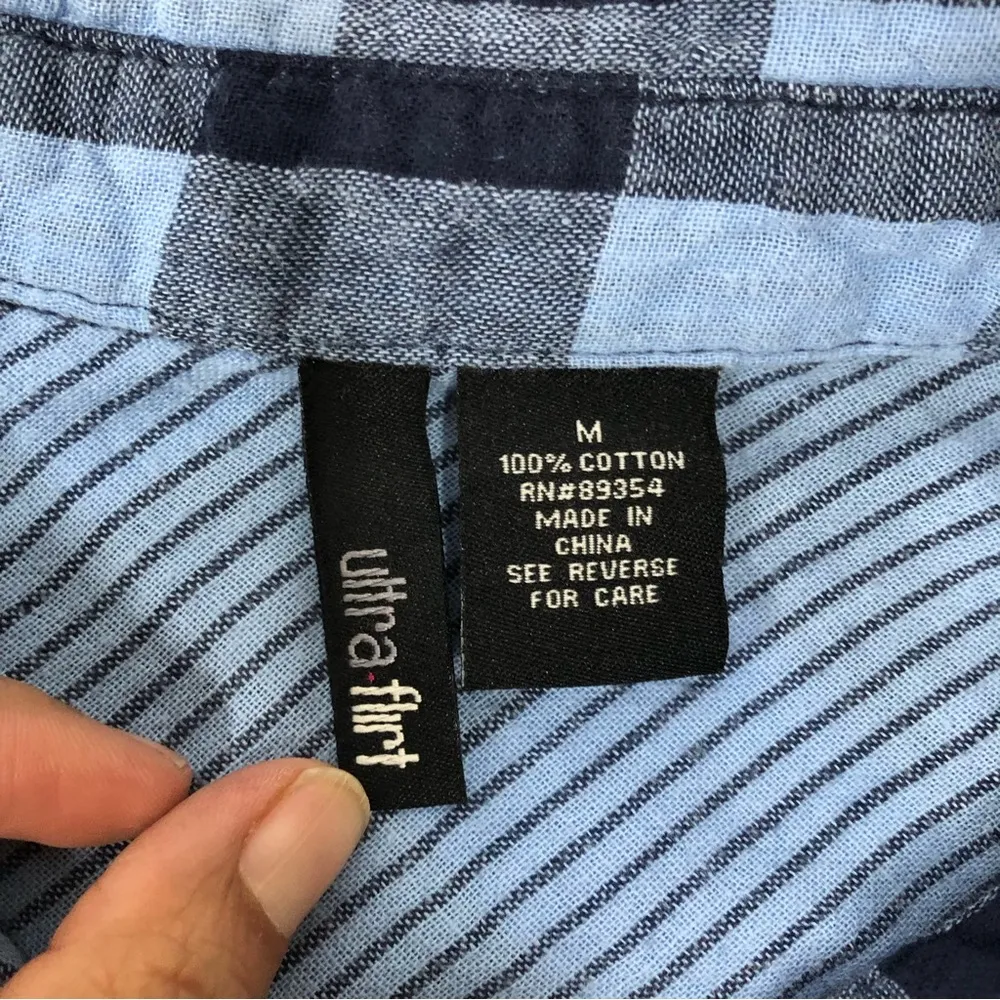 ultra flirt
M
100% COTTON
RN#89354
MADE IN
CHINA
SEE REVERSE
FOR CARE